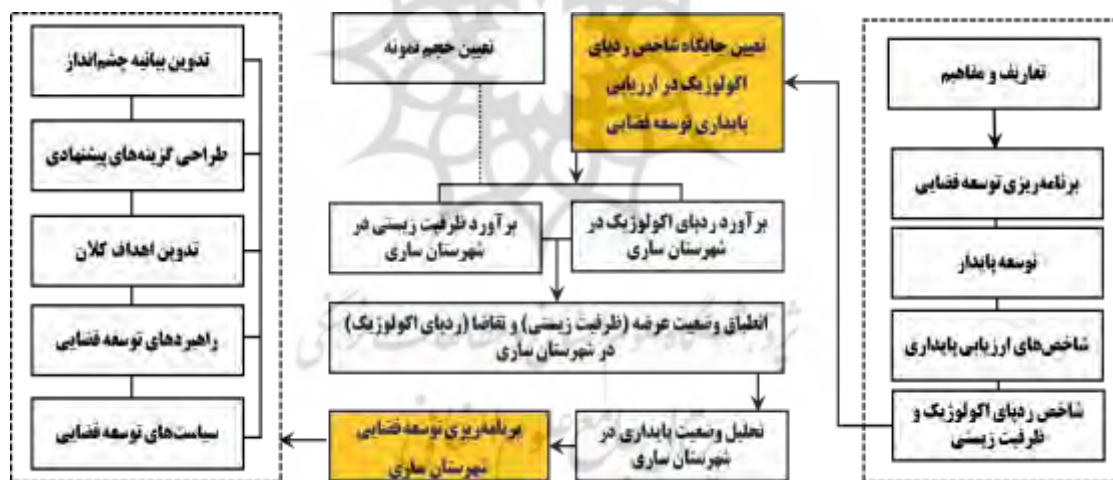 تعاریف و مفاهیم
برنامه‌ریزی توسعه فضایی
توسعه پایدار
شاخص‌های ارزیابی پایداری
شاخص ردپای اکولوژیک و
ظرفیت زیستی
تعیین جایگاه شاخص ردپای
اکولوژیک در ارزیابی
پایداری توسعه فضایی
تعیین حجم نمونه
برآورد ردپای اکولوژیک در
شهرستان ساری
برآورد ظرفیت زیستی در
شهرستان ساری
انطباق وضعیت عرضه (ظرفیت زیستی) و تقاضا (ردپای اکولوژیک)
در شهرستان ساری
تحلیل وضعیت پایداری در
شهرستان ساری
برنامه‌ریزی توسعه فضایی
شهرستان ساری
تدوین بیانیه چشم‌انداز
طراحی گزینه‌های پیشنهادی
تدوین اهداف کلان
راهبردهای توسعه فضایی
سیاست‌های توسعه فضایی